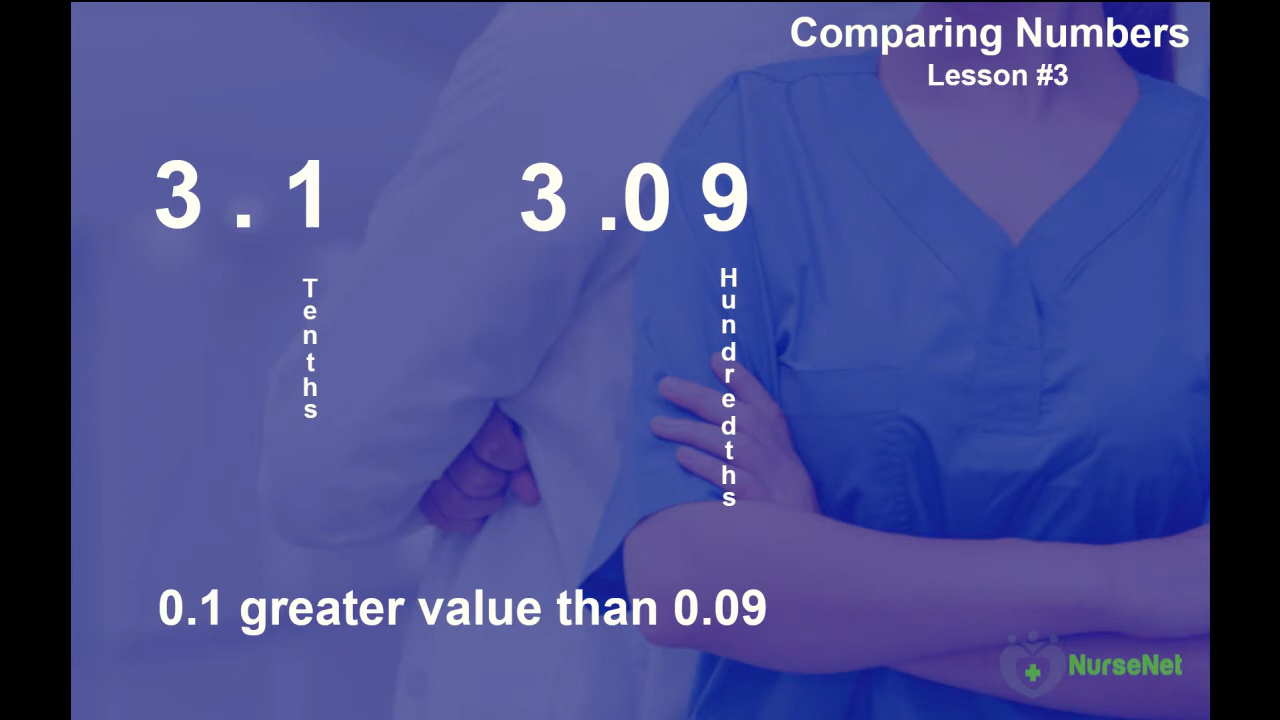 Comparing Numbers
Lesson #3
3 . 1 3 .0 9
Tenths
Hundredths
0.1 greater value than 0.09
NurseNet